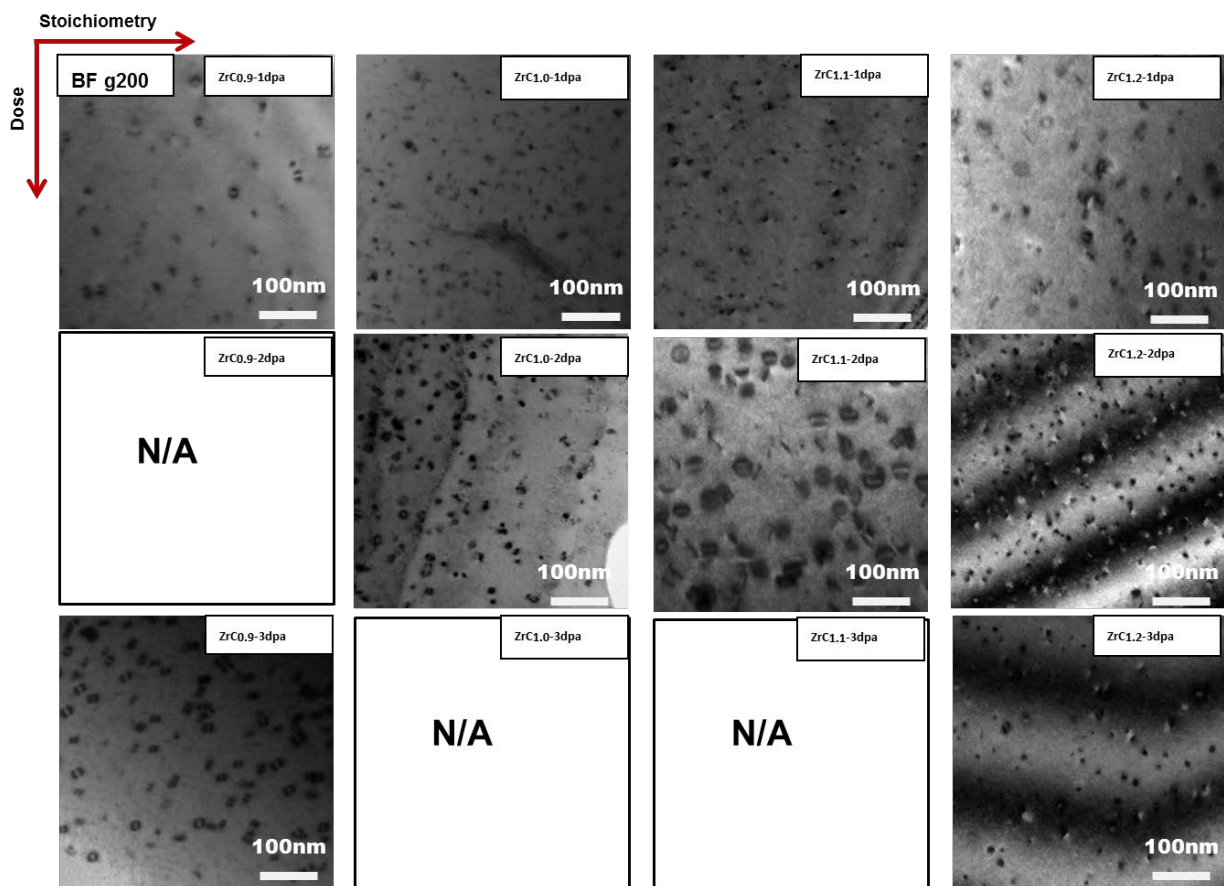 Stoichiometry
Dose
BF g200
ZrC0.9-1dpa
100nm
ZrC1.0-1dpa
100nm
ZrC1.1-1dpa
100nm
ZrC1.2-1dpa
100nm
ZrC0.9-2dpa
N/A
ZrC1.0-2dpa
100nm
ZrC1.1-2dpa
100nm
ZrC1.2-2dpa
100nm
ZrC0.9-3dpa
100nm
ZrC1.0-3dpa
N/A
ZrC1.1-3dpa
N/A
ZrC1.2-3dpa
100nm